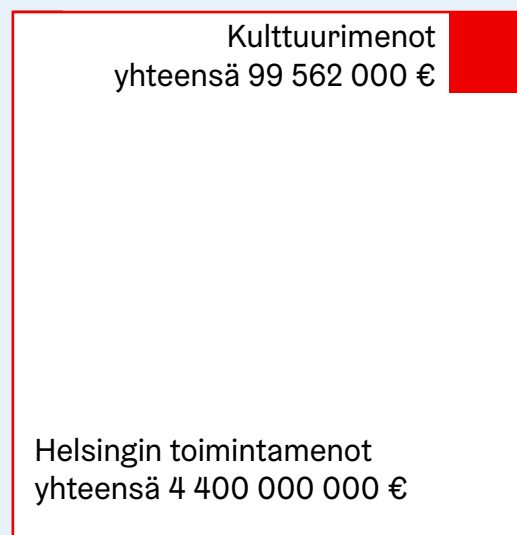 Kulttuurimenot
yhteensä 99 562 000 €
Helsingin toimintamenot
yhteensä 4 400 000 000 €